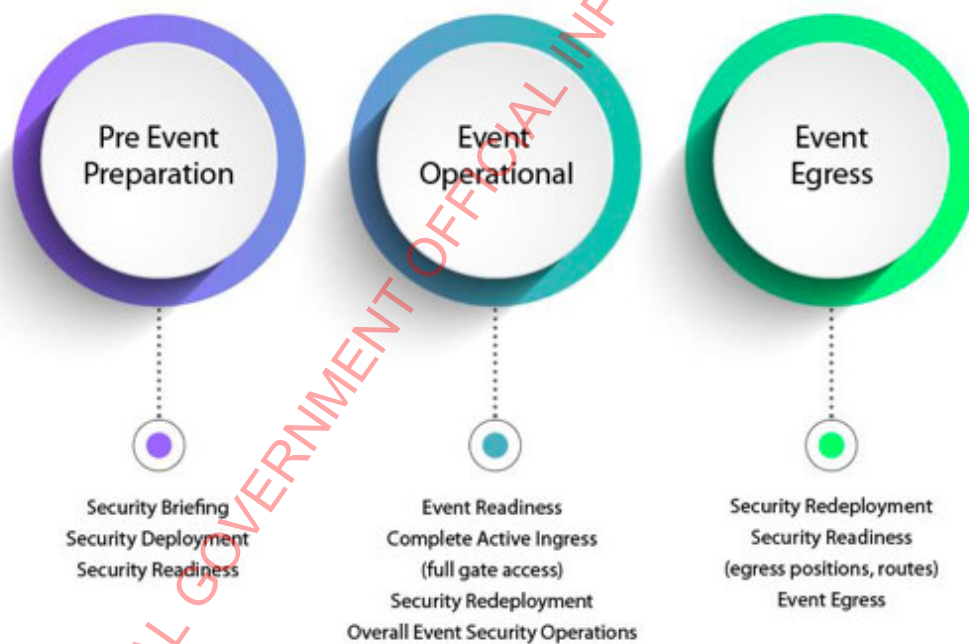 Pre Event
Preparation
Event
Operational
Event
Egress
Security Briefing
Security Deployment
Security Readiness
Event Readiness
Complete Active Ingress
(full gate access)
Security Redeployment
Overall Event Security Operations
Security Redeployment
Security Readiness
(egress positions, routes)
Event Egress
GOVERNMENT OFFICIAL